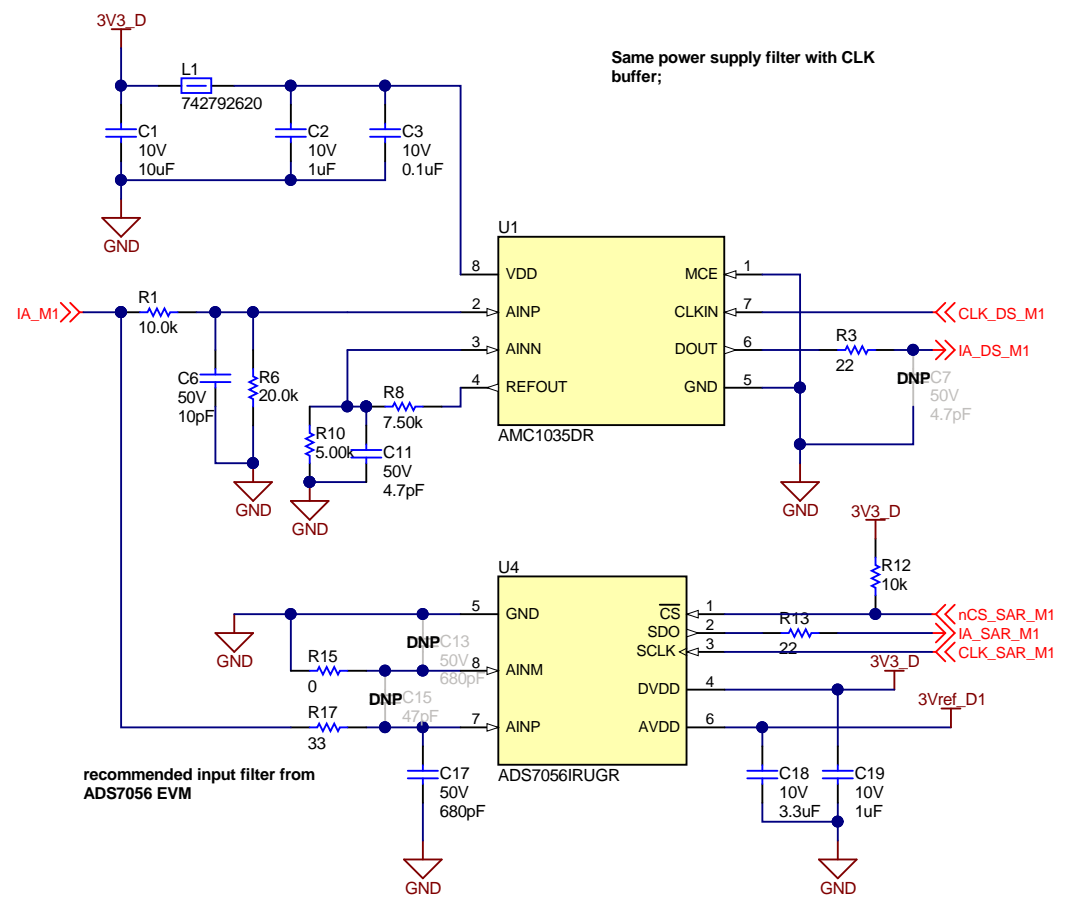 3V3_D
L1
742792620
C1
10V
10uF
C2
10V
1uF
C3
10V
0.1uF
GND
Same power supply filter with CLK
buffer;
U1
8 VDD
2 AINP
3 AINN
4 REFOUT
MCE 1
CLKIN 7
DOUT 6
GND 5
AMC1035DR
IA_M1
R1
10.0k
C6
50V
10pF
R6
20.0k
GND
R8
7.50k
R10
5.00k
C11
50V
4.7pF
GND
CLK_DS_M1
R3
22
IA_DS_M1
DNP C7
50V
4.7pF
GND
3V3_D
R12
10k
U4
5 GND
8 AINM
7 AINP
CS 1
SDO 2
SCLK 3
DVDD 4
AVDD 6
ADS7056IRUGR
nCS_SAR_M1
R13
22
IA_SAR_M1
CLK_SAR_M1
3V3_D
3Vref_D1
GND
DNP C13
50V
680pF
R15
0
DNP C15
47pF
R17
33
C17
50V
680pF
GND
recommended input filter from
ADS7056 EVM
C18
10V
3.3uF
C19
10V
1uF
GND